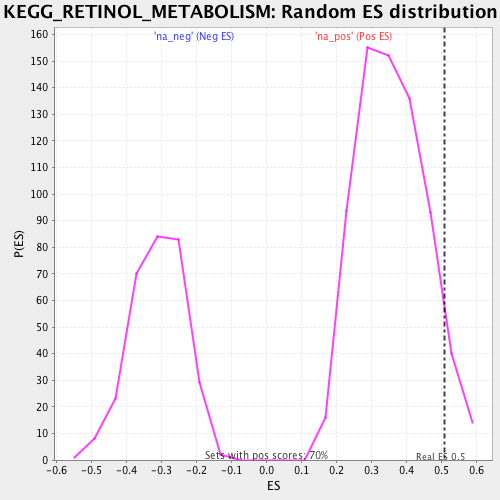 KEGG_RETINOL_METABOLISM: Random ES distribution
'na_neg' (Neg ES) 'na_pos' (Pos ES)
160
150
140
130
120
110
100
90
80
70
60
50
40
30
20
10
0
P(ES)
Sets with pos scores: 70%
Real ES 0.5
-0.6 -0.5 -0.4 -0.3 -0.2 -0.1 0.0 0.1 0.2 0.3 0.4 0.5 0.6
ES